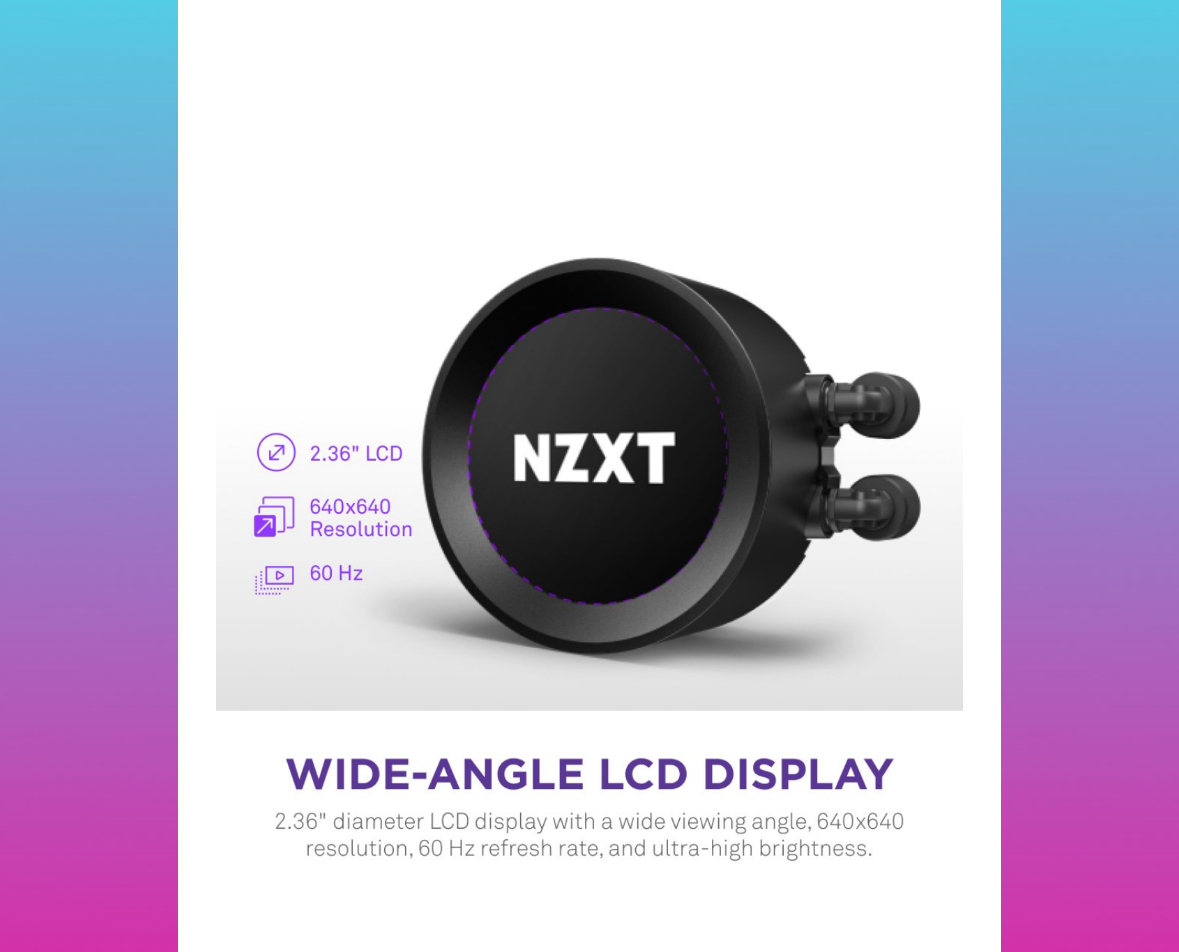 NZXT
2.36" LCD
640x640
Resolution
60 Hz
WIDE-ANGLE LCD DISPLAY
2.36" diameter LCD display with a wide viewing angle, 640x640
resolution, 60 Hz refresh rate, and ultra-high brightness.